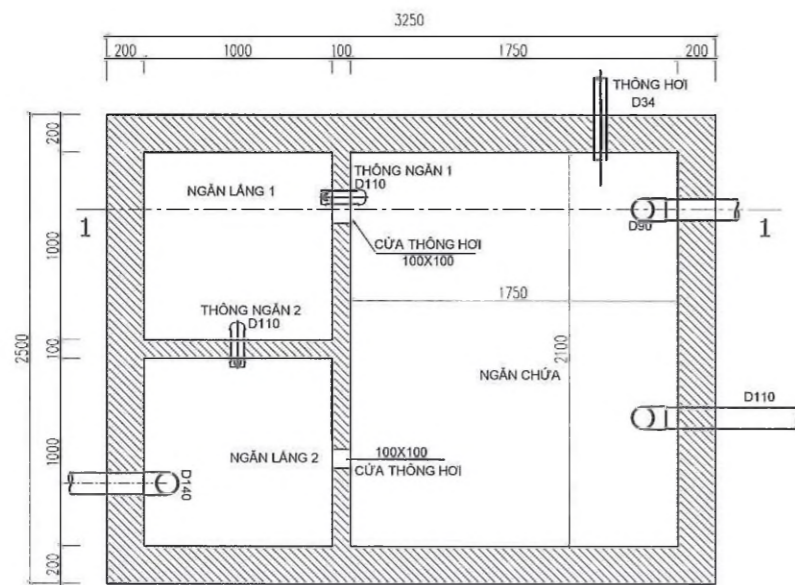 3250
200
1000
100
1750
200
THÔNG HƠI
D34
200
THÔNG NGĂN 1
D110
NGĂN LẮNG 1
1
D90
1
CỬA THÔNG HƠI
100X100
1000
1750
THÔNG NGĂN 2
D110
2500
100
2100
NGĂN CHỨA
D110
1000
100X100
NGĂN LẮNG 2
CỬA THÔNG HƠI
D140
200